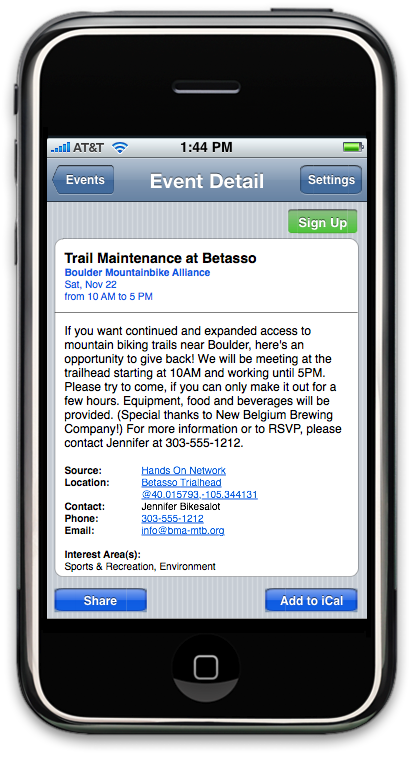 AT&T 1:44 PM
Events Event Detail Settings
Sign Up
Trail Maintenance at Betasso
Boulder Mountainbike Alliance
Sat, Nov 22
from 10 AM to 5 PM
If you want continued and expanded access to
mountain biking trails near Boulder, here's an
opportunity to give back! We will be meeting at the
trailhead starting at 10AM and working until 5PM.
Please try to come, if you can only make it out for a
few hours. Equipment, food and beverages will be
provided. (Special thanks to New Belgium Brewing
Company!) For more information or to RSVP, please
contact Jennifer at 303-555-1212.
Source: Hands On Network
Location: Betasso Trialhead
@40.015793,-105.344131
Contact: Jennifer Bikesalot
Phone: 303-555-1212
Email: info@bma-mtb.org
Interest Area(s):
Sports & Recreation, Environment
Share Add to iCal